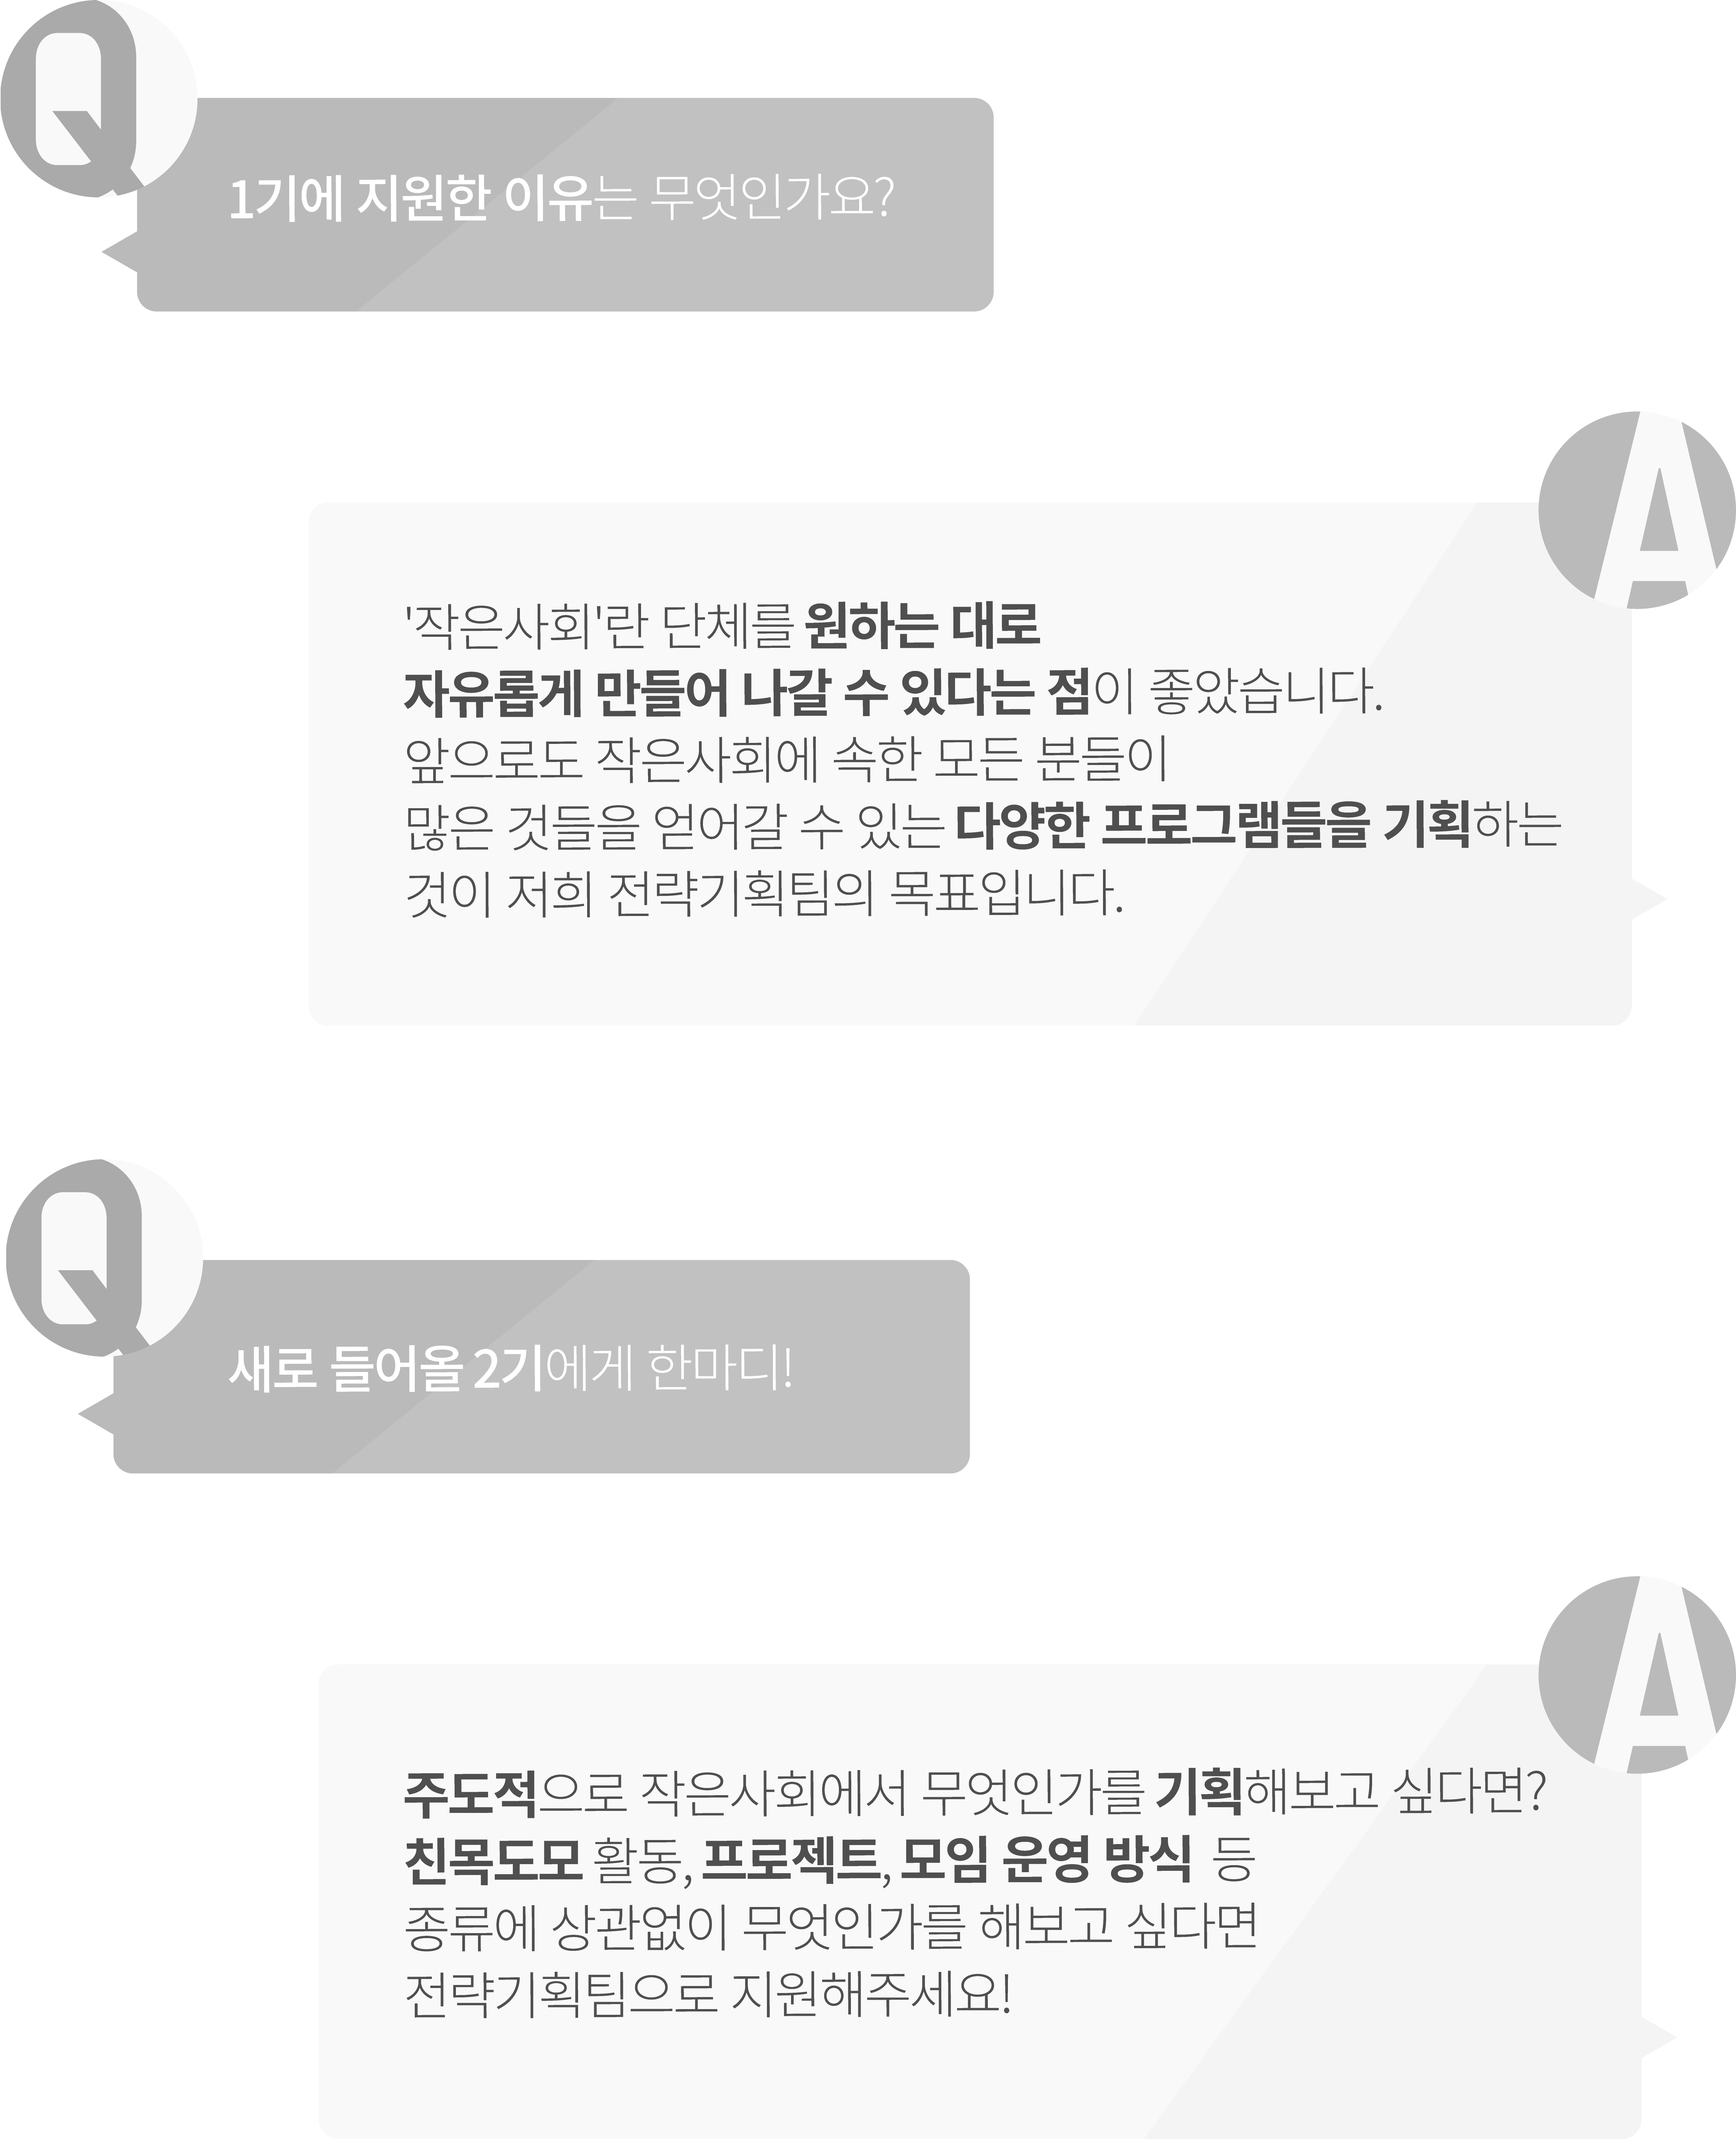 Q
1기에 지원한 이유는 무엇인가요?
A
'작은사회'란 단체를 원하는 대로
자유롭게 만들어 나갈 수 있다는 점이 좋았습니다.
앞으로도 작은사회에 속한 모든 분들이
많은 것들을 얻어갈 수 있는 다양한 프로그램들을 기획하는
것이 저희 전략기획팀의 목표입니다.
Q
새로 들어올 2기에게 한마디!
A
주도적으로 작은사회에서 무엇인가를 기획해보고 싶다면?
친목도모 활동, 프로젝트, 모임 운영 방식 등
종류에 상관없이 무엇인가를 해보고 싶다면
전략기획팀으로 지원해주세요!